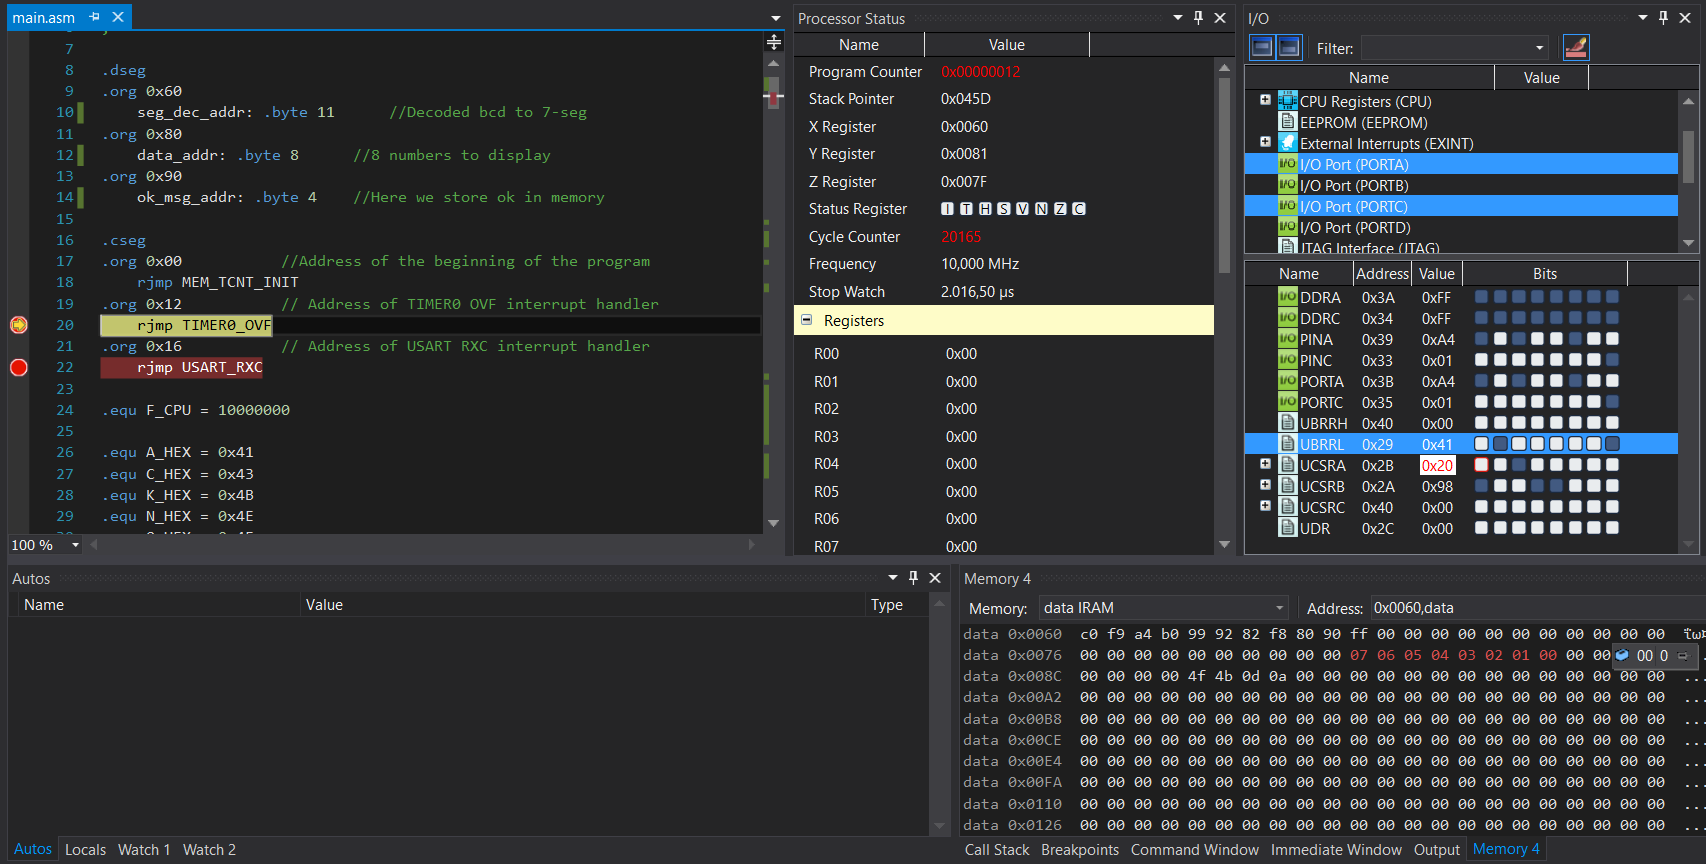 main.asm
7
8 .dseg
9 .org 0x60
10 seg_dec_addr: .byte 11 //Decoded bcd to 7-seg
11 .org 0x80
12 data_addr: .byte 8 //8 numbers to display
13 .org 0x90
14 ok_msg_addr: .byte 4 //Here we store ok in memory
15
16 .cseg
17 .org 0x00 //Address of the beginning of the program
18 rjmp MEM_TCNT_INIT
19 .org 0x12 // Address of TIMER0 OVF interrupt handler
20 rjmp TIMER0_OVF
21 .org 0x16 // Address of USART RXC interrupt handler
22 rjmp USART_RXC
23
24 .equ F_CPU = 10000000
25
26 .equ A_HEX = 0x41
27 .equ C_HEX = 0x43
28 .equ K_HEX = 0x4B
29 .equ N_HEX = 0x4E
100 %
Processor Status
Name Value
Program Counter 0x00000012
Stack Pointer 0x045D
X Register 0x0060
Y Register 0x0081
Z Register 0x007F
Status Register I T H S V N Z C
Cycle Counter 20165
Frequency 10,000 MHz
Stop Watch 2.016,50 µs
Registers
R00 0x00
R01 0x00
R02 0x00
R03 0x00
R04 0x00
R05 0x00
R06 0x00
R07 0x00
I/O
Filter:
Name Value
CPU Registers (CPU)
EEPROM (EEPROM)
External Interrupts (EXINT)
I/O I/O Port (PORTA)
I/O I/O Port (PORTB)
I/O I/O Port (PORTC)
I/O I/O Port (PORTD)
JTAG Interface (JTAG)
Name Address Value Bits
I/O DDRA 0x3A 0xFF
I/O DDRC 0x34 0xFF
I/O PINA 0x39 0xA4
I/O PINC 0x33 0x01
I/O PORTA 0x3B 0xA4
I/O PORTC 0x35 0x01
UBRRH 0x40 0x00
UBRRL 0x29 0x41
UCSRA 0x2B 0x20
UCSRB 0x2A 0x98
UCSRC 0x40 0x00
UDR 0x2C 0x00
Autos
Name Value Type
Autos Locals Watch 1 Watch 2
Memory 4
Memory: data IRAM Address: 0x0060,data
data 0x0060 c0 f9 a4 b0 99 92 82 f8 80 90 ff 00 00 00 00 00 00 00 00 00 00 00
data 0x0076 00 00 00 00 00 00 00 00 00 00 07 06 05 04 03 02 01 00 00 00 0
data 0x008C 00 00 00 00 4f 4b 0d 0a 00 00 00 00 00 00 00 00 00 00 00 00 00 00 ...
data 0x00A2 00 00 00 00 00 00 00 00 00 00 00 00 00 00 00 00 00 00 00 00 00 00 ...
data 0x00B8 00 00 00 00 00 00 00 00 00 00 00 00 00 00 00 00 00 00 00 00 00 00 ...
data 0x00CE 00 00 00 00 00 00 00 00 00 00 00 00 00 00 00 00 00 00 00 00 00 00 ...
data 0x00E4 00 00 00 00 00 00 00 00 00 00 00 00 00 00 00 00 00 00 00 00 00 00 ...
data 0x00FA 00 00 00 00 00 00 00 00 00 00 00 00 00 00 00 00 00 00 00 00 00 00 ...
data 0x0110 00 00 00 00 00 00 00 00 00 00 00 00 00 00 00 00 00 00 00 00 00 00 ...
data 0x0126 00 00 00 00 00 00 00 00 00 00 00 00 00 00 00 00 00 00 00 00 00 00 ...
Call Stack Breakpoints Command Window Immediate Window Output Memory 4